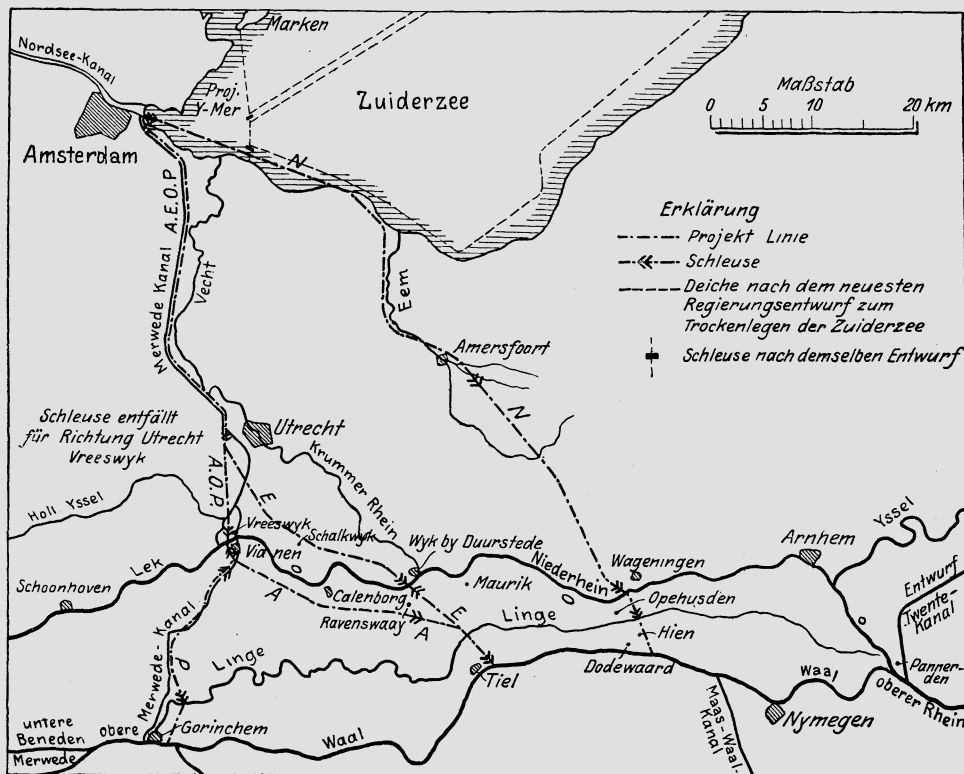 Marken
Nordsee-Kanal
Proj.
Y-Mer
Zuiderzee
Maßstab
0 5 10 20 km
Amsterdam
N
A.E.O.P
Merwede Kanal
Vecht
Eem
Erklärung
Projekt Linie
Schleuse
Deiche nach dem neuesten
Regierungsentwurf zum
Trockenlegen der Zuiderzee
Schleuse nach demselben Entwurf
Amersfoort
N
Schleuse entfällt
für Richtung Utrecht
Vreeswyk
Utrecht
Krummer Rhein
A.O.P.
E
Holl. Yssel
Vreeswyk
Schalkwyk
Wyk by Duurstede
Arnhem
Yssel
Vianen
Lek
Schoonhoven
Maurik
Niederrhein
Wageningen
Entwurf
Twente-
Kanal
A
Calenborg
Ravenswaay
A
E
Linge
Opehusden
Hien
Dodewaard
Merwede-Kanal
P
Linge
Tiel
Waal
Panner-
den
oberer Rhein
Nymegen
Maas-Waal-
Kanal
untere
Beneden
Merwede
obere
Gorinchem
Waal